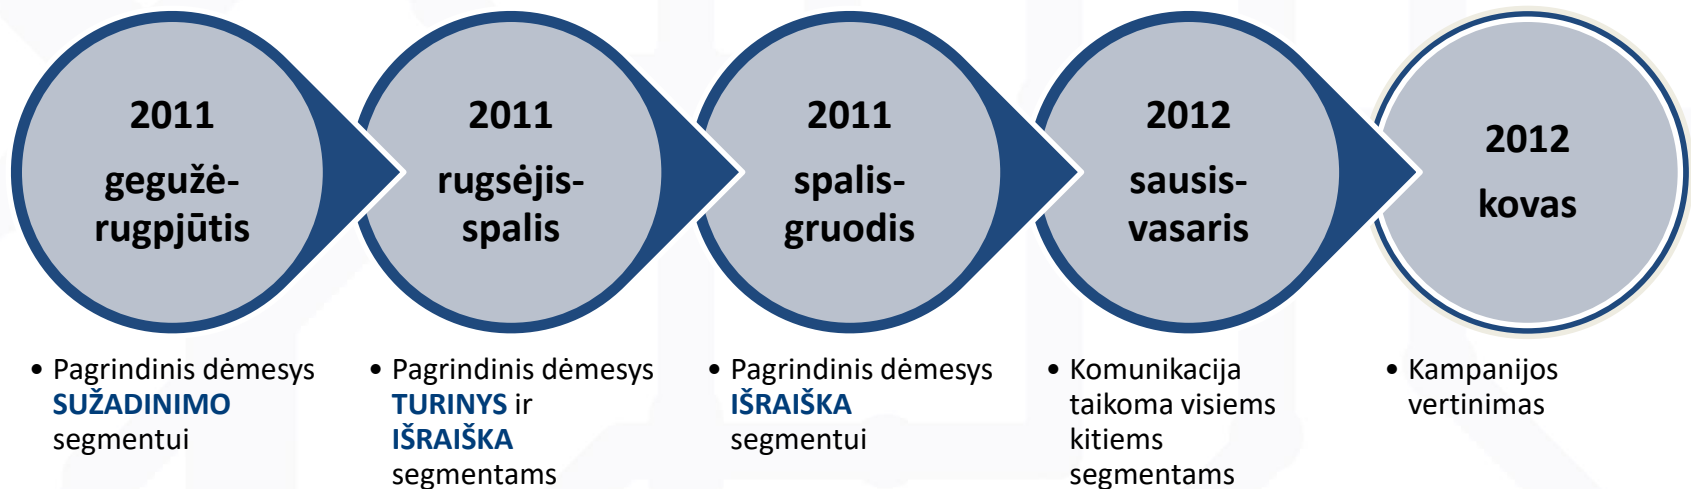 2011
gegužė-
rugpjūtis
2011
rugsėjis-
spalis
2011
spalis-
gruodis
2012
sausis-
vasaris
2012
kovas
• Pagrindinis dėmesys
SUŽADINIMO
segmentui
• Pagrindinis dėmesys
TURINYS ir
IŠRAIŠKA
segmentams
• Pagrindinis dėmesys
IŠRAIŠKA
segmentui
• Komunikacija
taikoma visiems
kitiems
segmentams
• Kampanijos
vertinimas